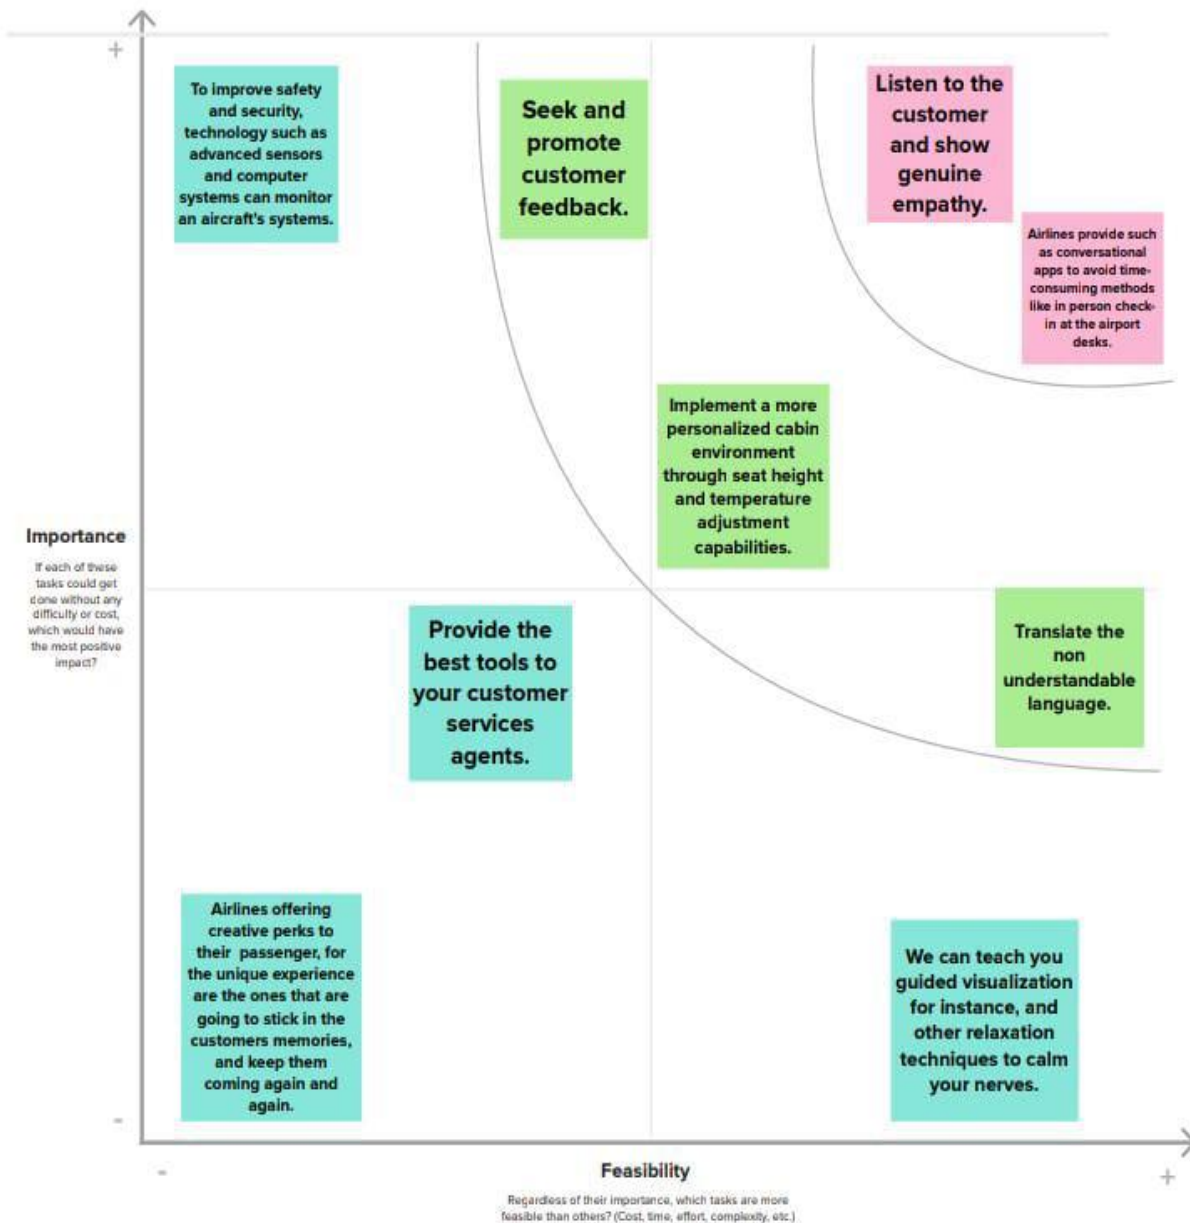 +
To improve safety
and security,
technology such as
advanced sensors
and computer
systems can monitor
an aircraft's systems.
Seek and
promote
customer
feedback.
Listen to the
customer
and show
genuine
empathy.
Airlines provide such
as conversational
apps to avoid time-
consuming methods
like in person check-
in at the airport
desks.
Implement a more
personalized cabin
environment
through seat height
and temperature
adjustment
capabilities.
Importance
If each of these
tasks could get
done without any
difficulty or cost,
which would have
the most positive
impact?
Provide the
best tools to
your customer
services
agents.
Translate the
non
understandable
language.
Airlines offering
creative perks to
their passenger, for
the unique experience
are the ones that are
going to stick in the
customers memories,
and keep them
coming again and
again.
We can teach you
guided visualization
for instance, and
other relaxation
techniques to calm
your nerves.
-
-
Feasibility
+
Regardless of their importance, which tasks are more
feasible than others? (Cost, time, effort, complexity, etc.)